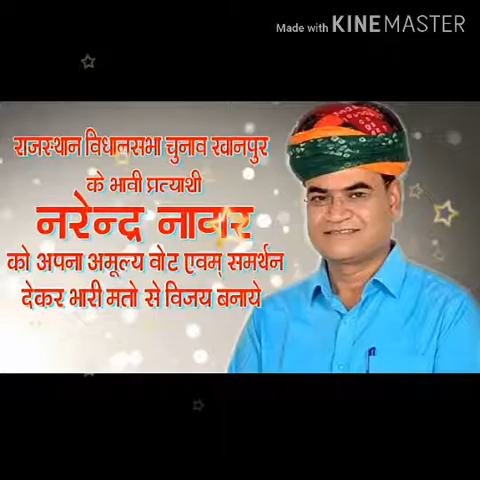 Made with KINEMASTER
राजस्थान विधानसभा चुनाव खानपुर
के भावी प्रत्याशी
नरेन्द्र नागर
को अपना अमूल्य वोट एवम् समर्थन
देकर भारी मतो से विजय बनाये